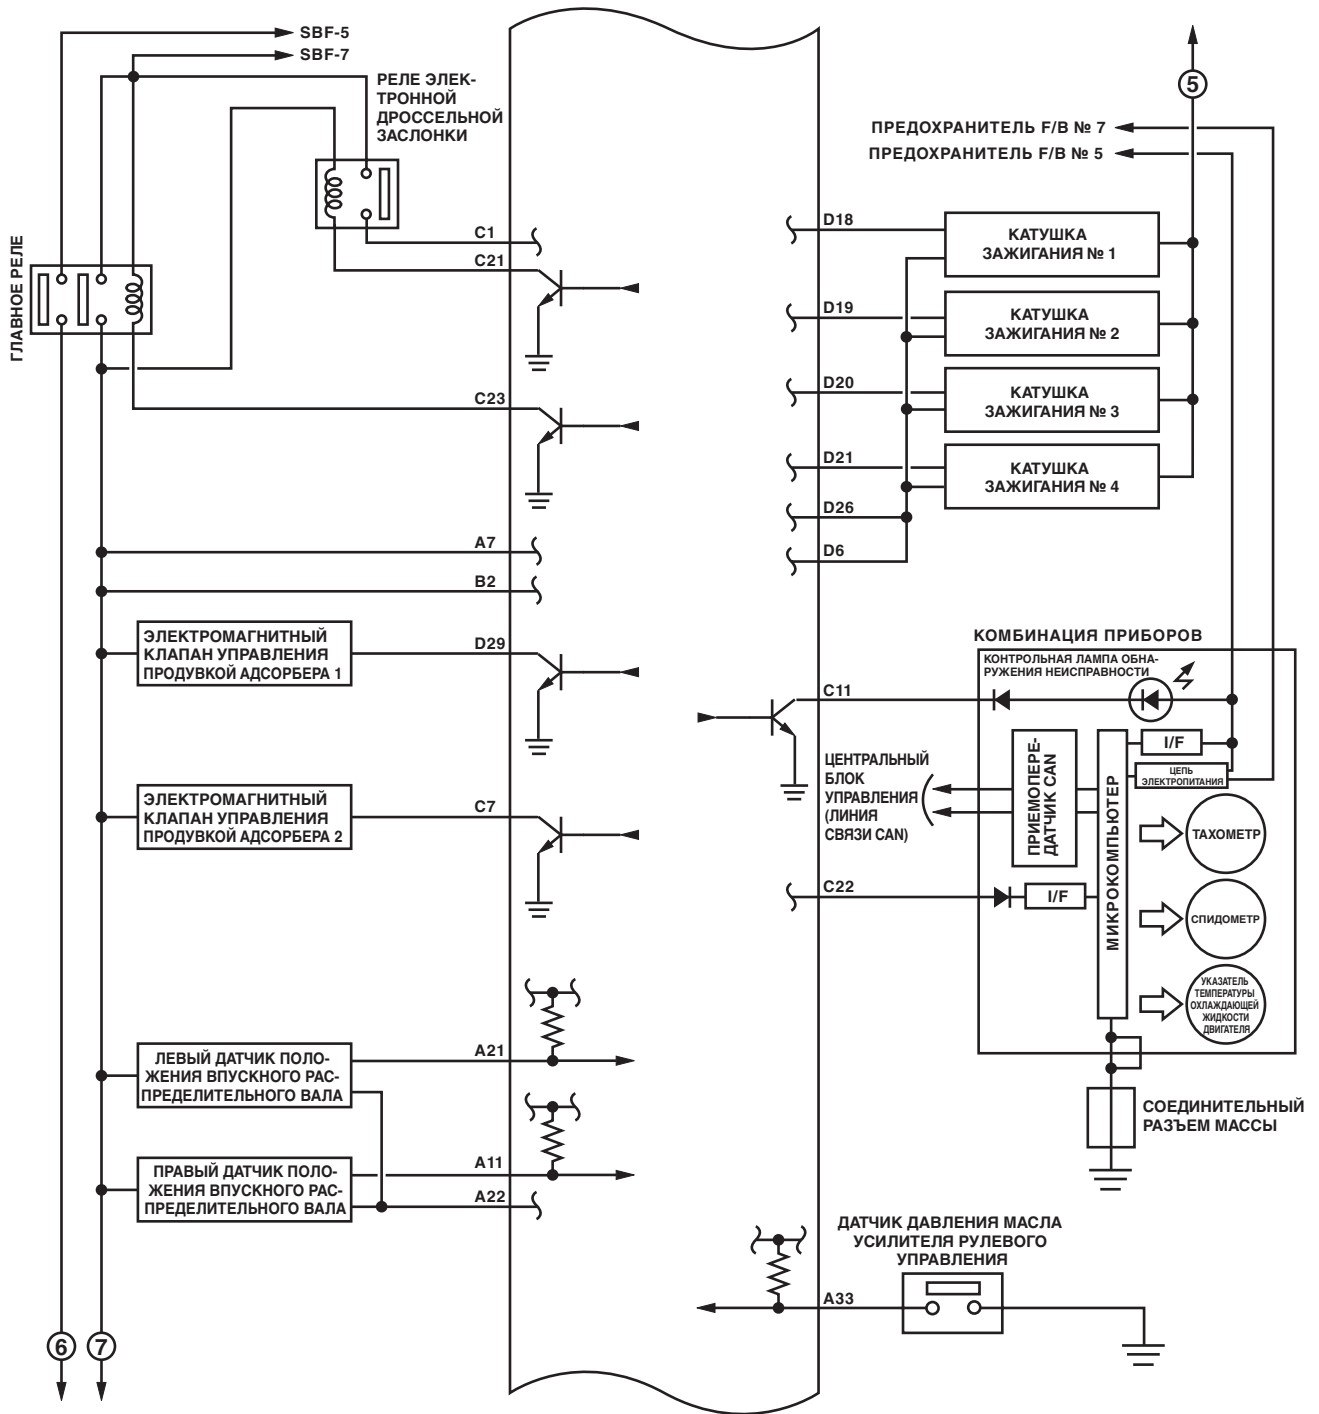 SBF-5
SBF-7
РЕЛЕ ЭЛЕК-
ТРОННОЙ
ДРОССЕЛЬНОЙ
ЗАСЛОНКИ
ГЛАВНОЕ РЕЛЕ
C1
C21
C23
A7
B2
ЭЛЕКТРОМАГНИТНЫЙ
КЛАПАН УПРАВЛЕНИЯ
ПРОДУВКОЙ АДСОРБЕРА 1
D29
ЭЛЕКТРОМАГНИТНЫЙ
КЛАПАН УПРАВЛЕНИЯ
ПРОДУВКОЙ АДСОРБЕРА 2
C7
ЛЕВЫЙ ДАТЧИК ПОЛО-
ЖЕНИЯ ВПУСКНОГО РАС-
ПРЕДЕЛИТЕЛЬНОГО ВАЛА
A21
ПРАВЫЙ ДАТЧИК ПОЛО-
ЖЕНИЯ ВПУСКНОГО РАС-
ПРЕДЕЛИТЕЛЬНОГО ВАЛА
A11
A22
6
7
5
ПРЕДОХРАНИТЕЛЬ F/B № 7
ПРЕДОХРАНИТЕЛЬ F/B № 5
D18
КАТУШКА
ЗАЖИГАНИЯ № 1
D19
КАТУШКА
ЗАЖИГАНИЯ № 2
D20
КАТУШКА
ЗАЖИГАНИЯ № 3
D21
КАТУШКА
ЗАЖИГАНИЯ № 4
D26
D6
КОМБИНАЦИЯ ПРИБОРОВ
КОНТРОЛЬНАЯ ЛАМПА ОБНА-
РУЖЕНИЯ НЕИСПРАВНОСТИ
C11
I/F
ЦЕПЬ
ЭЛЕКТРОПИТАНИЯ
ЦЕНТРАЛЬНЫЙ
БЛОК
УПРАВЛЕНИЯ
(ЛИНИЯ
СВЯЗИ CAN)
ПРИЕМОПЕРЕ-
ДАТЧИК CAN
МИКРОКОМПЬЮТЕР
ТАХОМЕТР
C22
I/F
СПИДОМЕТР
УКАЗАТЕЛЬ
ТЕМПЕРАТУРЫ
ОХЛАЖДАЮЩЕЙ
ЖИДКОСТИ
ДВИГАТЕЛЯ
СОЕДИНИТЕЛЬНЫЙ
РАЗЪЕМ МАССЫ
ДАТЧИК ДАВЛЕНИЯ МАСЛА
УСИЛИТЕЛЯ РУЛЕВОГО
УПРАВЛЕНИЯ
A33